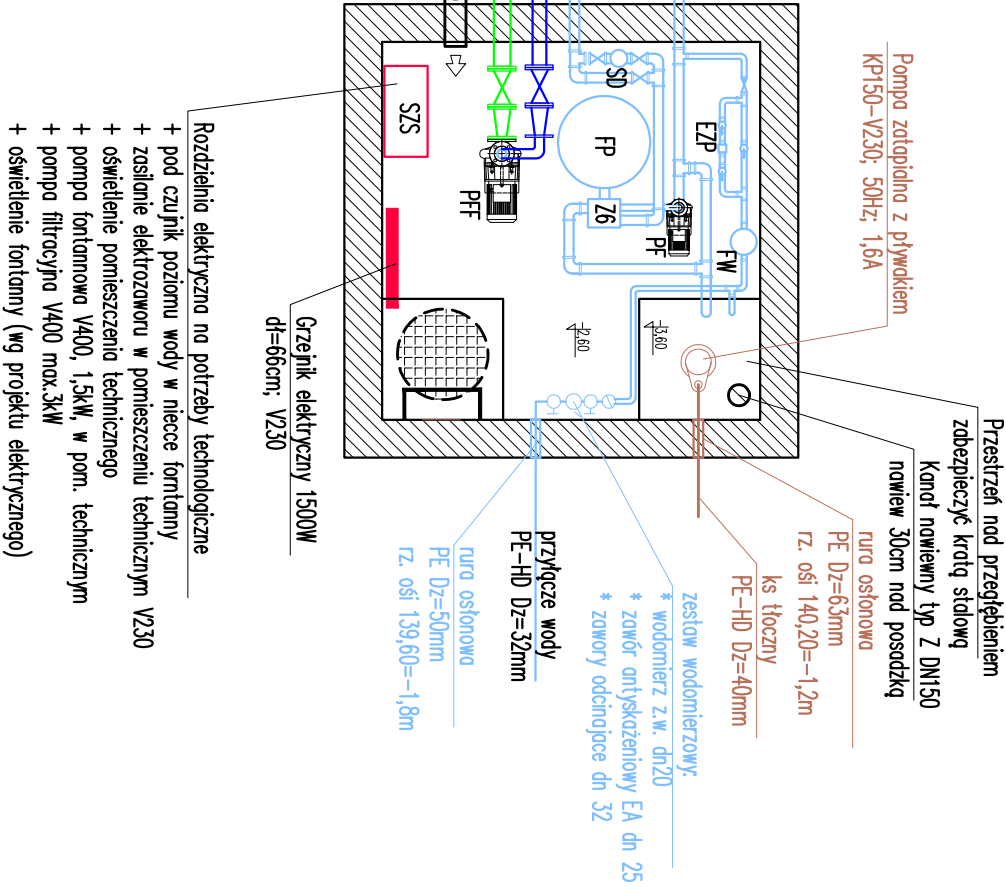 Pompa zatapialna z pływakiem
KP150-V230; 50Hz; 1,6A
Przestrzeń nad przegłębieniem
zabezpieczyć kratą stalową
Kanał nawiewny typ Z DN150
nawiew 30cm nad posadzką
rura osłonowa
PE Dz=63mm
rz. ośi 140,20=-1,2m
ks tłoczny
PE-HD Dz=40mm
zestaw wodomierzowy:
* wodomierz z.w. dn20
* zawór antyskażeniowy EA dn 25
* zawory odcinajace dn 32
przyłącze wody
PE-HD Dz=32mm
rura osłonowa
PE Dz=50mm
rz. ośi 139,60=-1,8m
EZP
FW
SD
FP
Z6
PF
PFF
SZS
-3,60
-2,60
Grzejnik elektryczny 1500W
dł=66cm; V230
Rozdzielnia elektryczna na potrzeby technologiczne
+ pod czujnik poziomu wody w niecce forntanny
+ zasilanie elektrozaworu w pomieszczeniu technicznym V230
+ oświetlenie pomieszczenia technicznego
+ pompa fontannowa V400, 1,5kW, w pom. technicznym
+ pompa filtracyjna V400 max.3kW
+ oświetlenie fontanny (wg projektu elektrycznego)